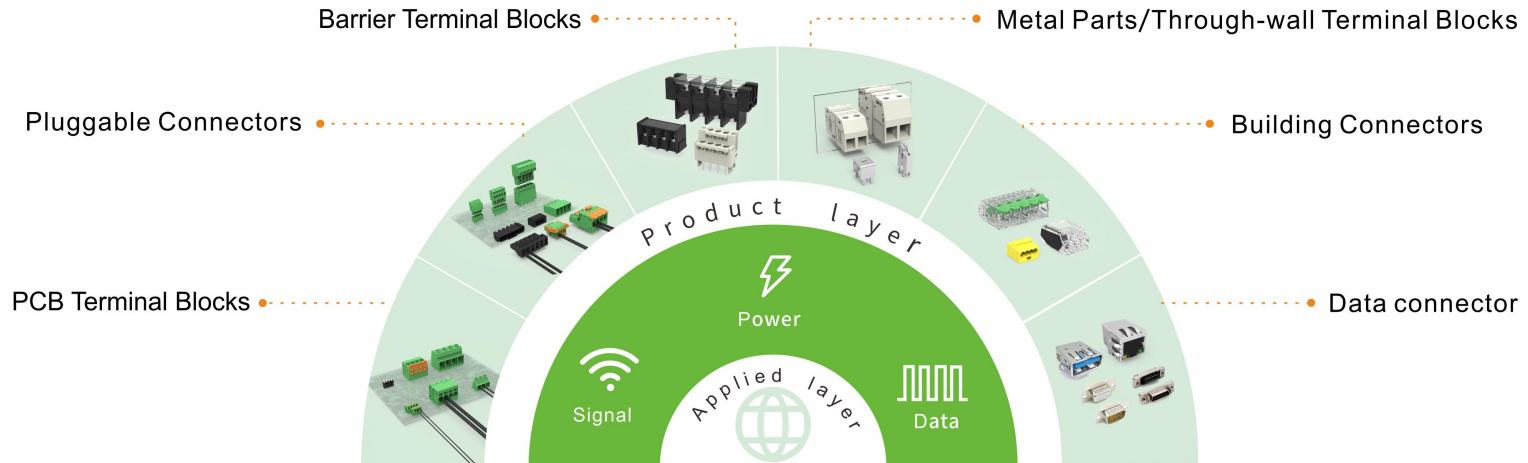 Barrier Terminal Blocks
Metal Parts/Through-wall Terminal Blocks
Pluggable Connectors
Building Connectors
PCB Terminal Blocks
Data connector
Product layer
Power
Signal
Data
Applied layer